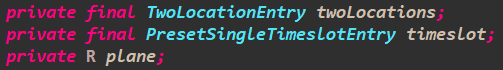 private final TwoLocationEntry twoLocations;
private final PresetSingleTimeslotEntry timeslot;
private R plane;